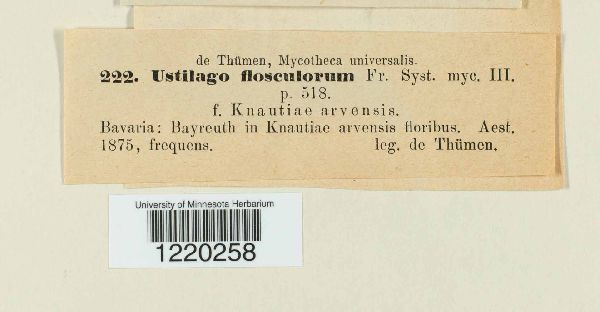 de Thümen, Mycotheca universalis.
222. Ustilago flosculorum Fr. Syst. myc. III.
p. 518.
f. Knautiae arvensis.
Bavaria: Bayreuth in Knautiae arvensis floribus. Aest.
1875, frequens. leg. de Thümen.
University of Minnesota Herbarium
1220258